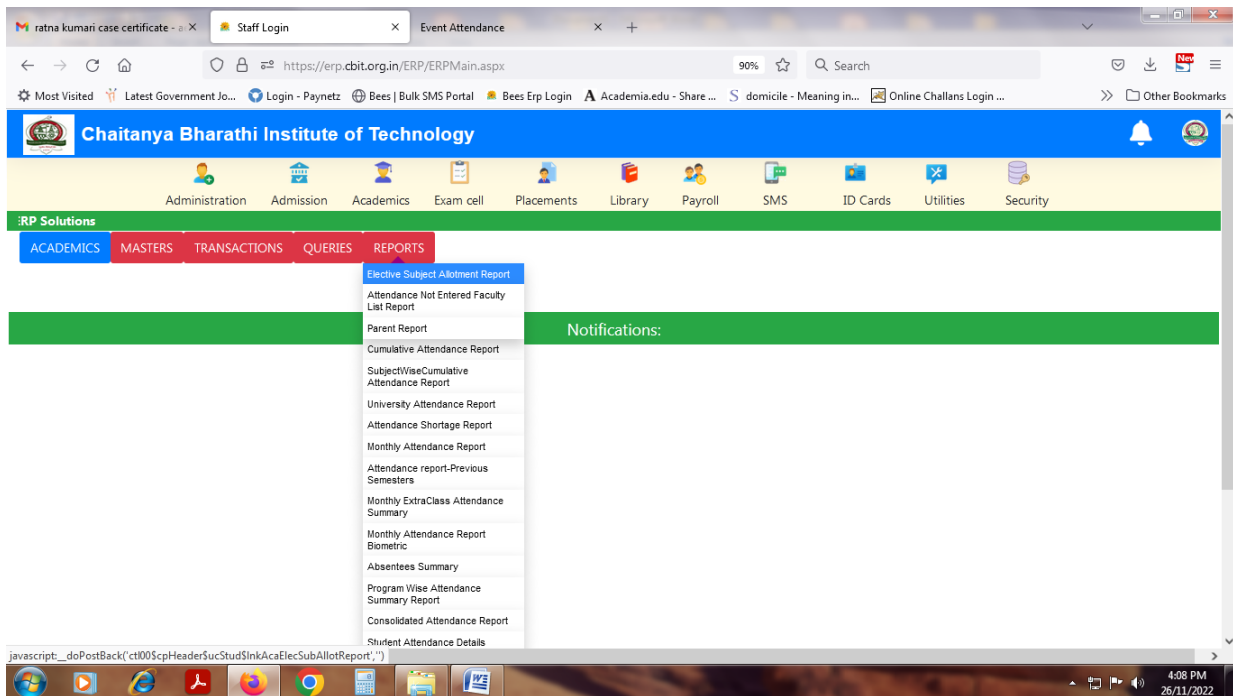 ratna kumari case certificate - a
Staff Login
Event Attendance
https://erp.cbit.org.in/ERP/ERPMain.aspx
90%
Search
New
Most Visited
Latest Government Jo...
Login - Paynetz
Bees | Bulk SMS Portal
Bees Erp Login
Academia.edu - Share ...
domicile - Meaning in...
Online Challans Login ...
Other Bookmarks
Chaitanya Bharathi Institute of Technology
Administration
Admission
Academics
Exam cell
Placements
Library
Payroll
SMS
ID Cards
Utilities
Security
ERP Solutions
ACADEMICS
MASTERS
TRANSACTIONS
QUERIES
REPORTS
Elective Subject Allotment Report
Attendance Not Entered Faculty
List Report
Parent Report
Notifications:
Cumulative Attendance Report
SubjectWiseCumulative
Attendance Report
University Attendance Report
Attendance Shortage Report
Monthly Attendance Report
Attendance report-Previous
Semesters
Monthly ExtraClass Attendance
Summary
Monthly Attendance Report
Biometric
Absentees Summary
Program Wise Attendance
Summary Report
Consolidated Attendance Report
Student Attendance Details
javascript:__doPostBack('ctl00$cpHeader$ucStud$lnkAcaElecSubAllotReport','')
4:08 PM
26/11/2022